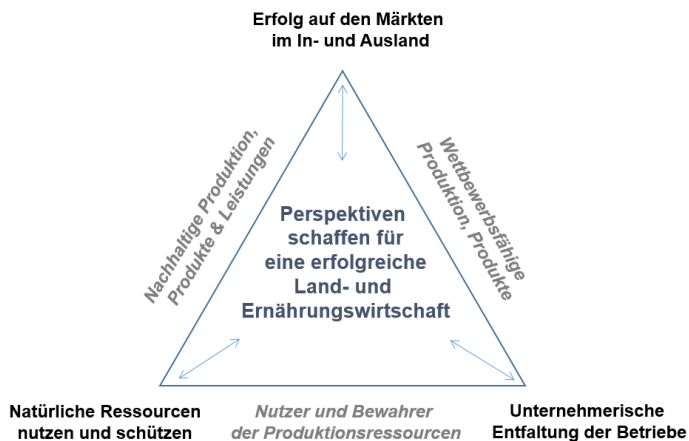 Erfolg auf den Märkten
im In- und Ausland
Nachhaltige Produktion,
Produkte & Leistungen
Wettbewerbsfähige
Produktion, Produkte
Perspektiven
schaffen für
eine erfolgreiche
Land- und
Ernährungswirtschaft
Natürliche Ressourcen
nutzen und schützen
Nutzer und Bewahrer
der Produktionsressourcen
Unternehmerische
Entfaltung der Betriebe